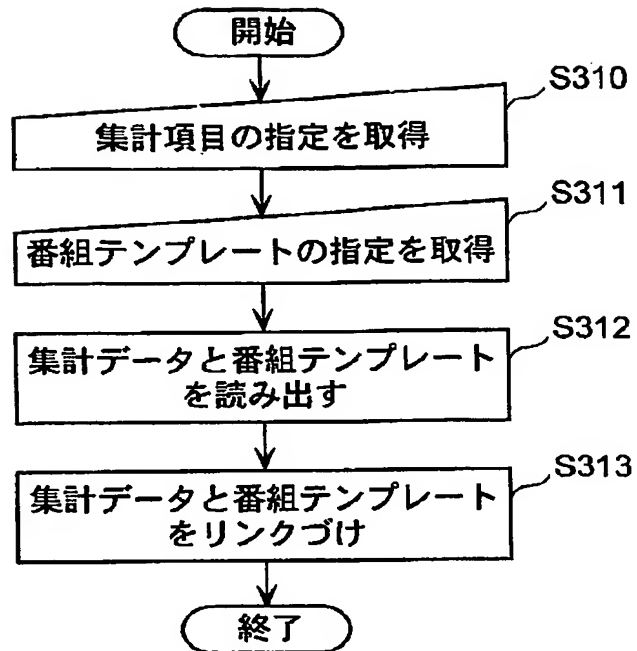 開始
S310
集計項目の指定を取得
S311
番組テンプレートの指定を取得
S312
集計データと番組テンプレート
を読み出す
S313
集計データと番組テンプレート
をリンクづけ
終了